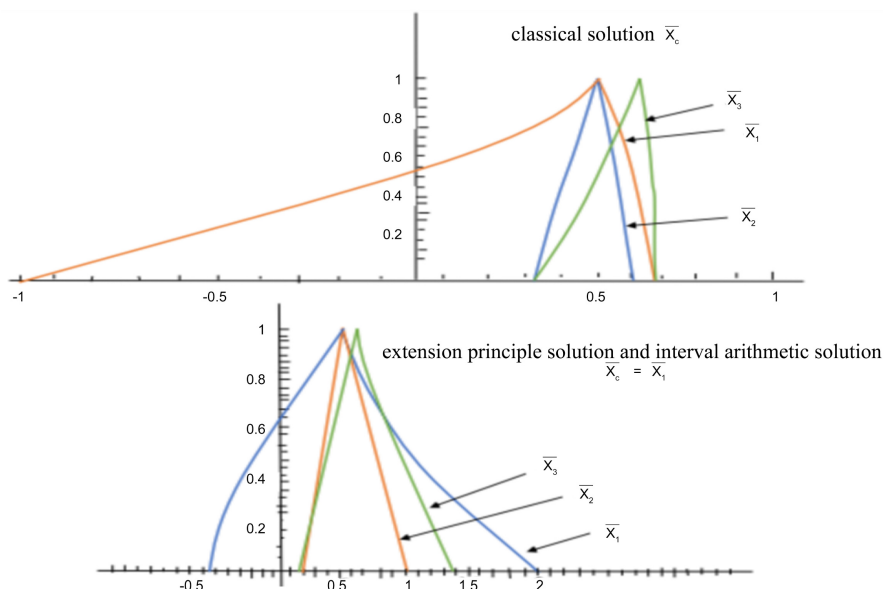 classical solution X̅c
1
0.8
0.6
0.4
0.2
X̅3
X̅1
X̅2
-1
-0.5
0.5
1
extension principle solution and interval arithmetic solution
X̅c = X̅1
1
0.8
0.6
0.4
0.2
X̅3
X̅2
X̅1
-0.5
0.5
1
1.5
2